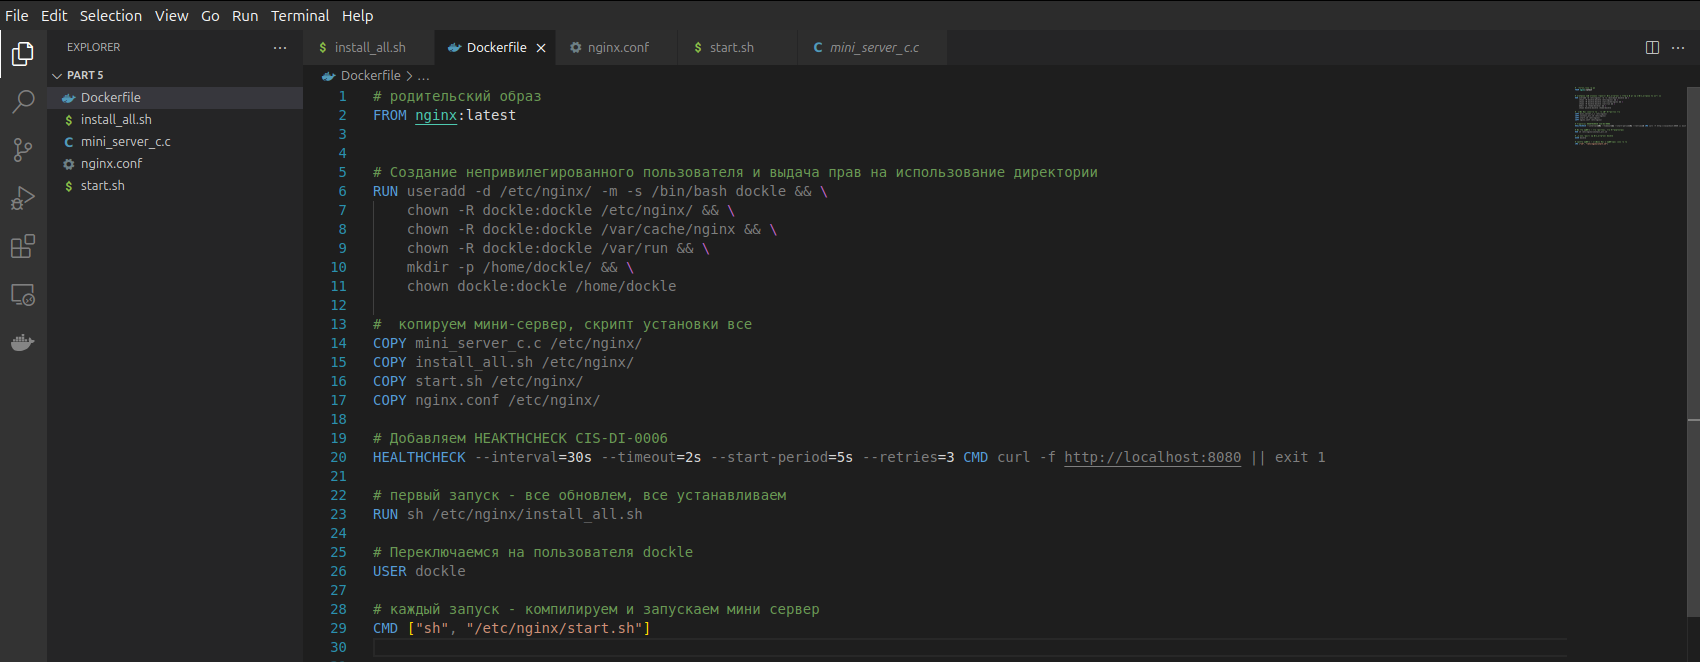 File Edit Selection View Go Run Terminal Help
EXPLORER ...
PART 5
Dockerfile
install_all.sh
mini_server_c.c
nginx.conf
start.sh
install_all.sh Dockerfile nginx.conf start.sh mini_server_c.c
Dockerfile > ...
1 # родительский образ
2 FROM nginx:latest
3
4
5 # Создание непривилегированного пользователя и выдача прав на использование директории
6 RUN useradd -d /etc/nginx/ -m -s /bin/bash dockle && \
7 chown -R dockle:dockle /etc/nginx/ && \
8 chown -R dockle:dockle /var/cache/nginx && \
9 chown -R dockle:dockle /var/run && \
10 mkdir -p /home/dockle/ && \
11 chown dockle:dockle /home/dockle
12
13 #  копируем мини-сервер, скрипт установки все
14 COPY mini_server_c.c /etc/nginx/
15 COPY install_all.sh /etc/nginx/
16 COPY start.sh /etc/nginx/
17 COPY nginx.conf /etc/nginx/
18
19 # Добавляем HEAKTHCHECK CIS-DI-0006
20 HEALTHCHECK --interval=30s --timeout=2s --start-period=5s --retries=3 CMD curl -f http://localhost:8080 || exit 1
21
22 # первый запуск - все обновлем, все устанавливаем
23 RUN sh /etc/nginx/install_all.sh
24
25 # Переключаемся на пользователя dockle
26 USER dockle
27
28 # каждый запуск - компилируем и запускаем мини сервер
29 CMD ["sh", "/etc/nginx/start.sh"]
30